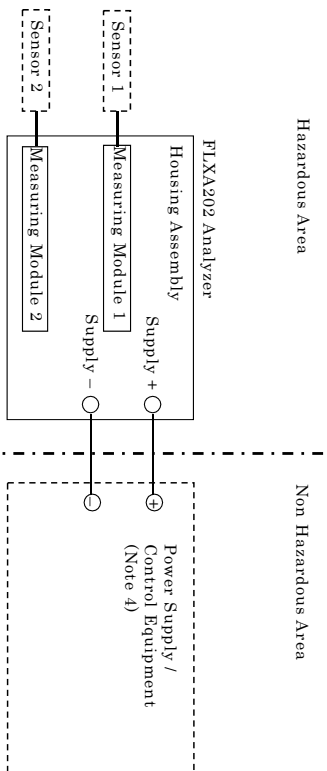 Hazardous Area
Non Hazardous Area
FLXA202 Analyzer
Housing Assembly
Sensor 1
Measuring Module 1
Sensor 2
Measuring Module 2
Supply +
Supply −
+
−
Power Supply /
Control Equipment
(Note 4)